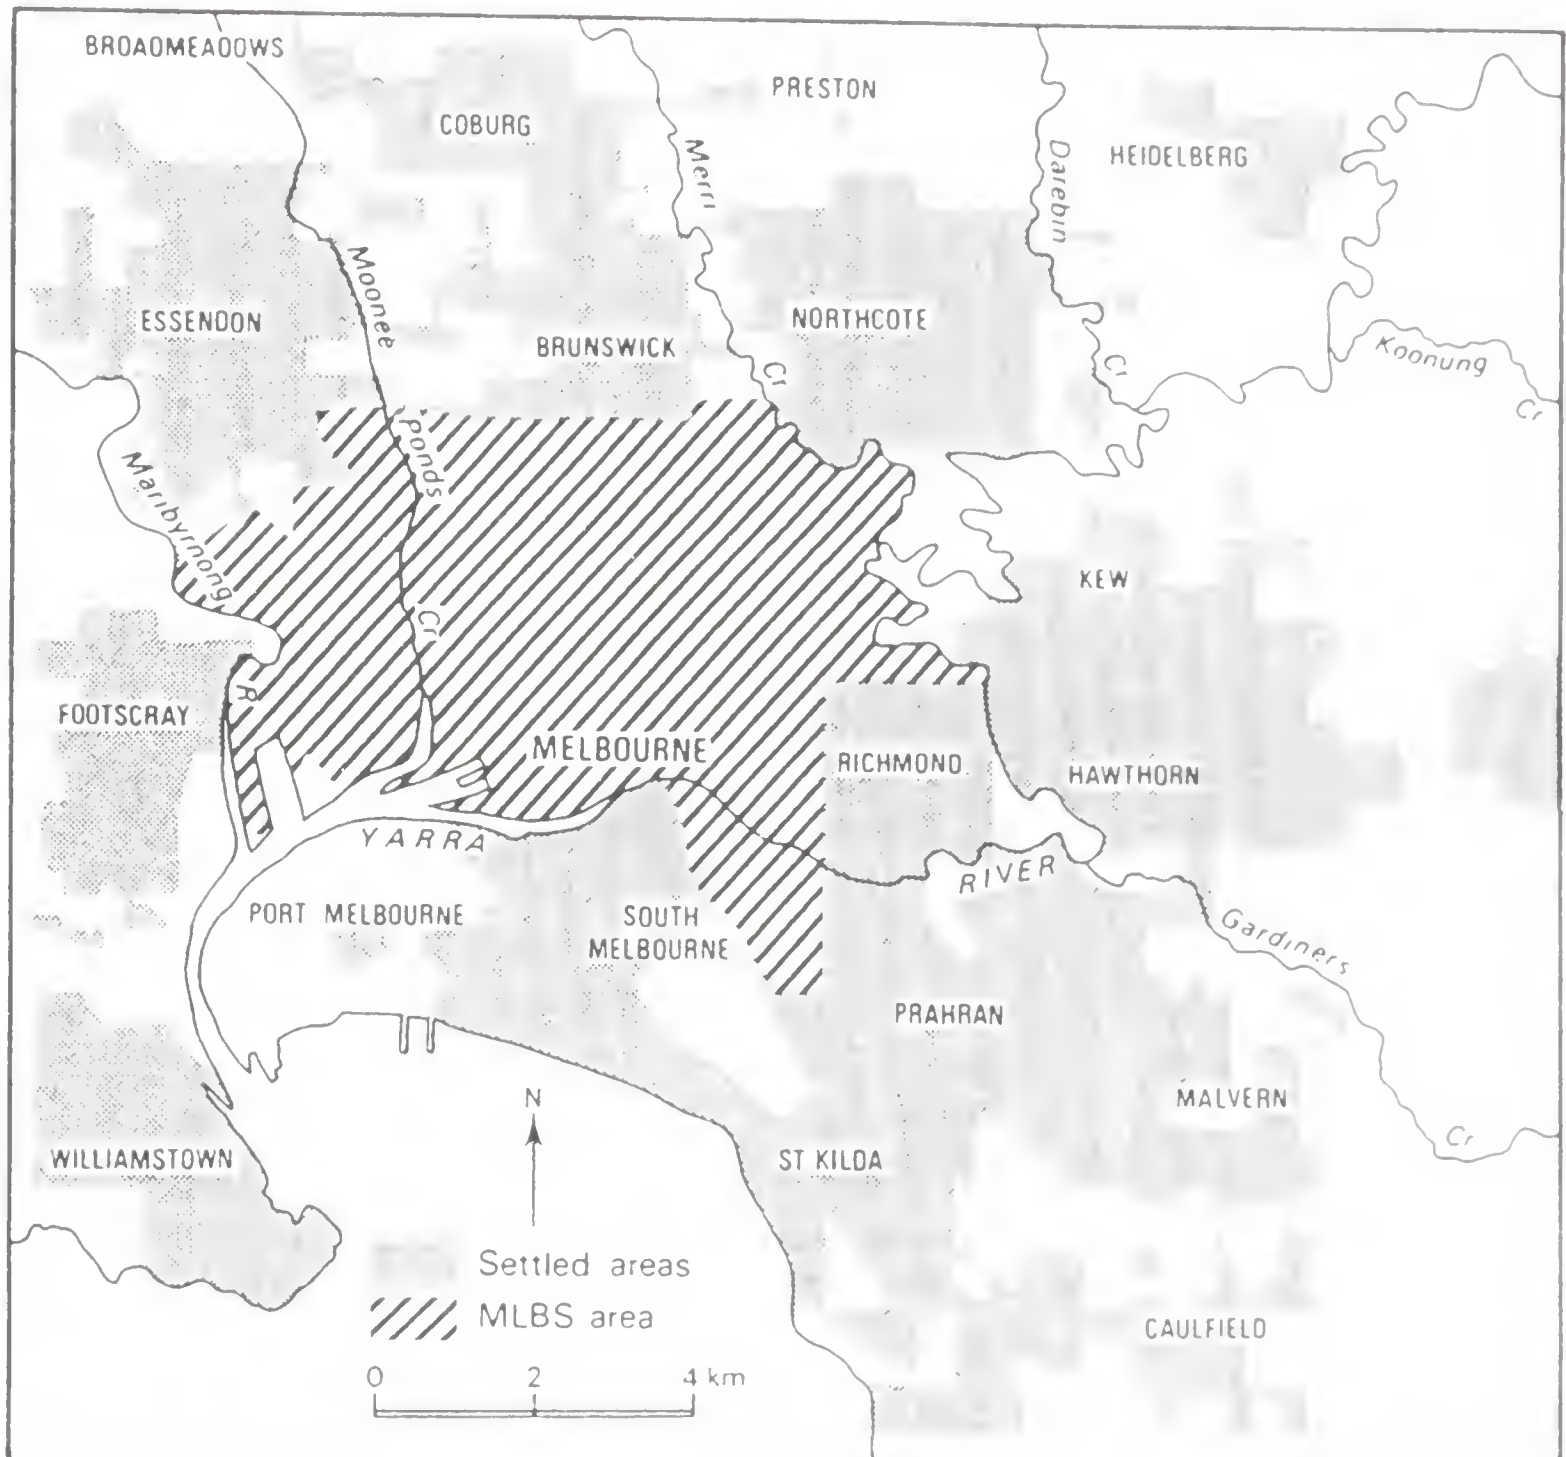 BROADMEADOWS
COBURG
PRESTON
HEIDELBERG
Merri
Cr
Darebin
Cr
Moonee
Ponds
Cr
ESSENDON
BRUNSWICK
NORTHCOTE
Koonung
Cr
Maribyrnong
R
KEW
FOOTSCRAY
MELBOURNE
RICHMOND
HAWTHORN
YARRA
RIVER
PORT MELBOURNE
SOUTH
MELBOURNE
Gardiners
Cr
PRAHRAN
MALVERN
N
WILLIAMSTOWN
ST KILDA
Settled areas
MLBS area
CAULFIELD
0 2 4 km